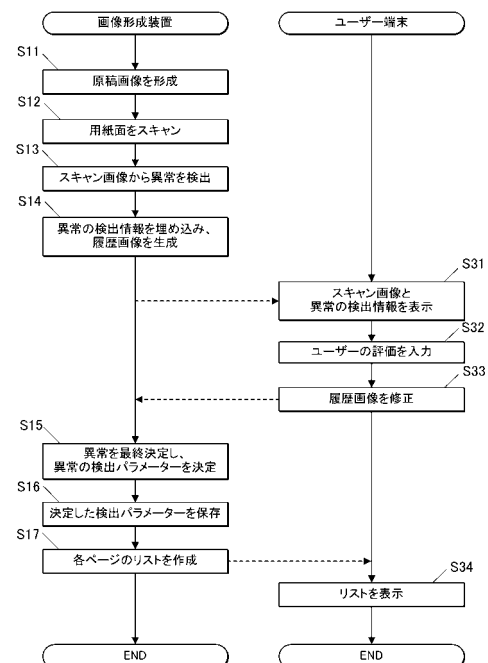 画像形成装置
ユーザー端末
S11
原稿画像を形成
S12
用紙面をスキャン
S13
スキャン画像から異常を検出
S14
異常の検出情報を埋め込み、
履歴画像を生成
S31
スキャン画像と
異常の検出情報を表示
S32
ユーザーの評価を入力
S33
履歴画像を修正
S15
異常を最終決定し、
異常の検出パラメーターを決定
S16
決定した検出パラメーターを保存
S17
各ページのリストを作成
S34
リストを表示
END
END